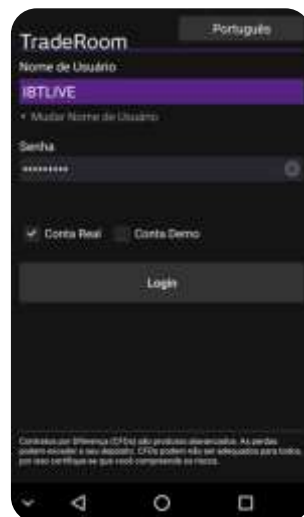 Português
TradeRoom
Nome de Usuário
IBTLIVE
• Mudar Nome de Usuário
Senha
*********
Conta Real
Conta Demo
Login
Contratos por Diferença (CFDs) são produtos alavancados. As perdas
podem exceder o seu depósito. CFDs podem não ser adequados para todos,
por isso certifique-se que você compreende os riscos.